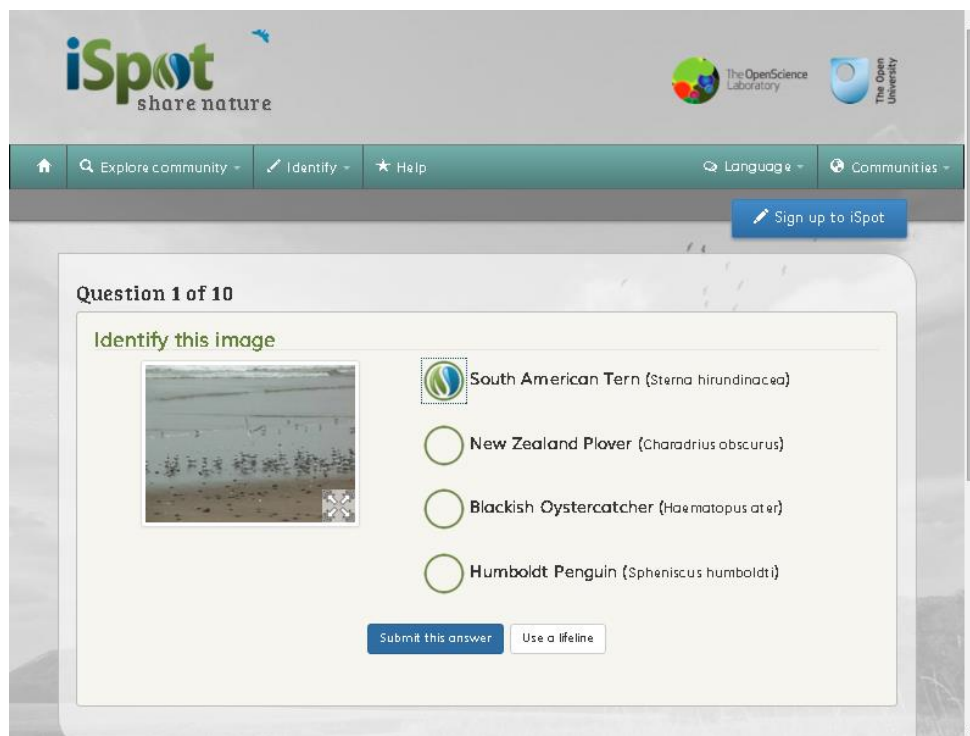 iSpot
share nature
The OpenScience
Laboratory
The Open
University
Explore community
Identify
Help
Language
Communities
Sign up to iSpot
Question 1 of 10
Identify this image
South American Tern (Sterna hirundinacea)
New Zealand Plover (Charadrius obscurus)
Blackish Oystercatcher (Haematopus ater)
Humboldt Penguin (Spheniscus humboldti)
Submit this answer
Use a lifeline